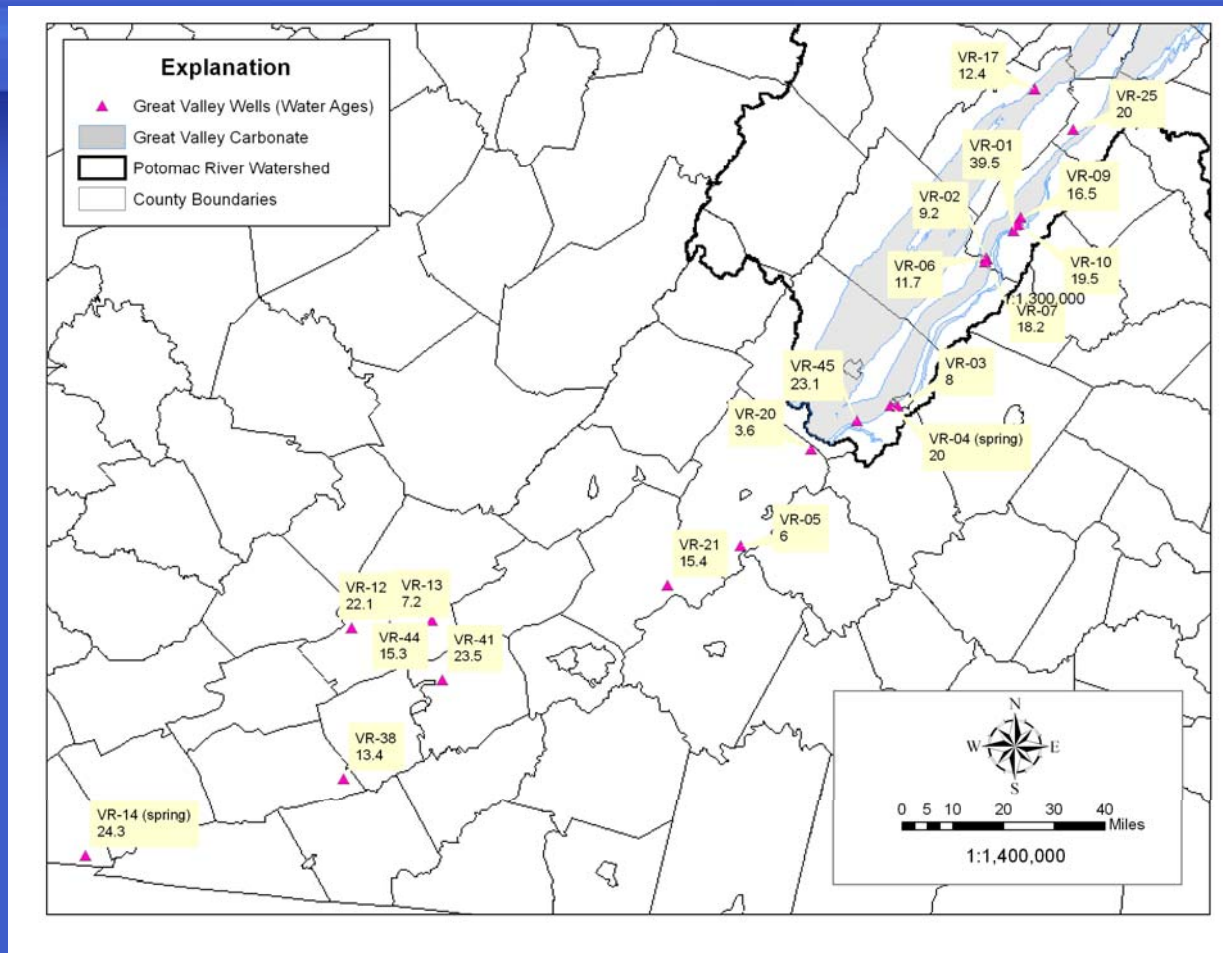 Explanation
Great Valley Wells (Water Ages)
Great Valley Carbonate
Potomac River Watershed
County Boundaries
VR-17
12.4
VR-25
20
VR-01
39.5
VR-09
16.5
VR-02
9.2
VR-10
19.5
VR-06
11.7
1:1,300,000
VR-07
18.2
VR-45
23.1
VR-03
8
VR-20
3.6
VR-04 (spring)
20
VR-05
6
VR-21
15.4
VR-12
22.1
VR-13
7.2
VR-44
15.3
VR-41
23.5
VR-38
13.4
VR-14 (spring)
24.3
N
W E
S
0 5 10 20 30 40
Miles
1:1,400,000